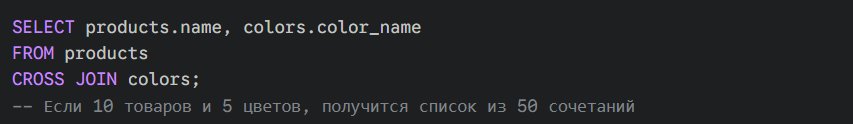 SELECT products.name, colors.color_name
FROM products
CROSS JOIN colors;
-- Если 10 товаров и 5 цветов, получится список из 50 сочетаний